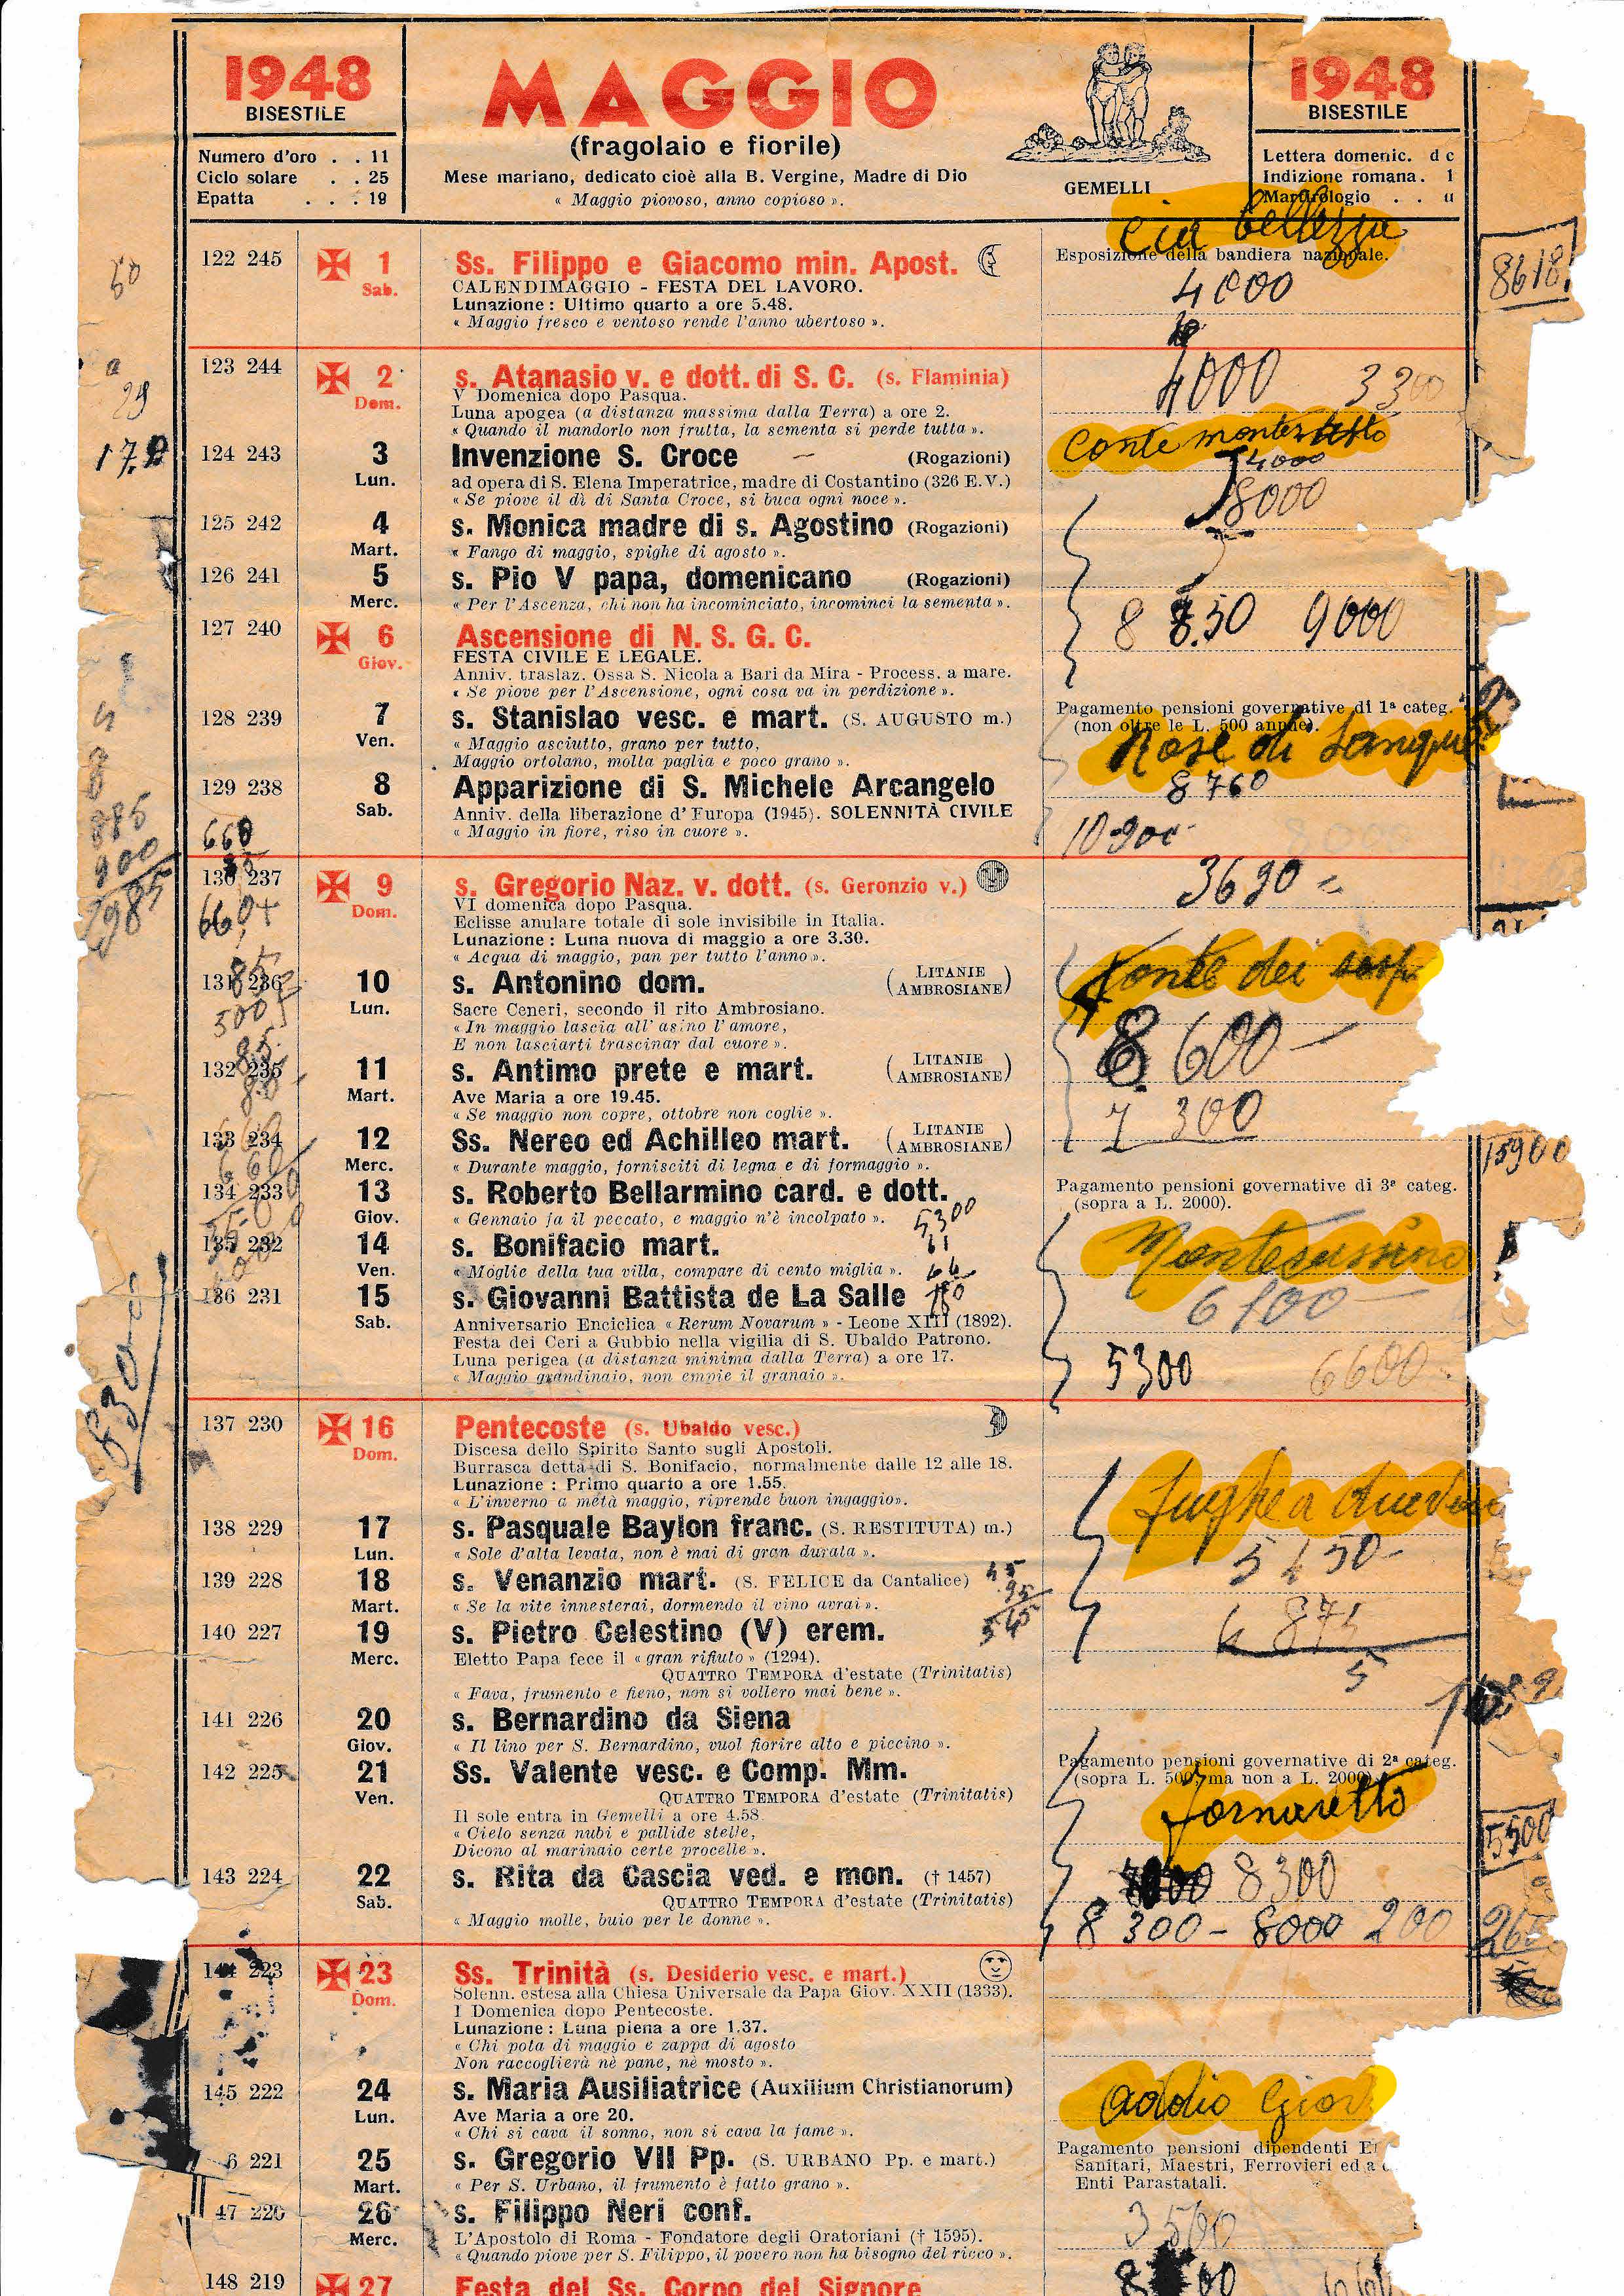 1948
BISESTILE
Numero d'oro . . 11
Ciclo solare . . 25
Epatta . . . 19
MAGGIO
(fragolaio e fiorile)
Mese mariano, dedicato cioè alla B. Vergine, Madre di Dio
« Maggio piovoso, anno copioso ».
GEMELLI
1948
BISESTILE
Lettera domenic. d c
Indizione romana. 1
Martirologio . . u
122 245
1
Sab.
Ss. Filippo e Giacomo min. Apost.
CALENDIMAGGIO - FESTA DEL LAVORO.
Lunazione: Ultimo quarto a ore 5.48.
« Maggio fresco e ventoso rende l'anno ubertoso ».
Esposizione della bandiera nazionale.
4000
8618
50
123 244
2
Dom.
s. Atanasio v. e dott. di S. C. (s. Flaminia)
V Domenica dopo Pasqua.
Luna apogea (a distanza massima dalla Terra) a ore 2.
« Quando il mandorlo non frutta, la sementa si perde tutta ».
4000 3300
29
124 243
3
Lun.
Invenzione S. Croce (Rogazioni)
ad opera di S. Elena Imperatrice, madre di Costantino (326 E.V.)
« Se piove il dì di Santa Croce, si buca ogni noce ».
4000
8000
125 242
4
Mart.
s. Monica madre di s. Agostino (Rogazioni)
« Fango di maggio, spighe di agosto ».
126 241
5
Merc.
s. Pio V papa, domenicano (Rogazioni)
« Per l'Ascenza, chi non ha incominciato, incominci la sementa ».
9000
127 240
6
Giov.
Ascensione di N. S. G. C.
FESTA CIVILE E LEGALE.
Anniv. traslaz. Ossa S. Nicola a Bari da Mira - Process. a mare.
« Se piove per l'Ascensione, ogni cosa va in perdizione ».
128 239
7
Ven.
s. Stanislao vesc. e mart. (S. AUGUSTO m.)
« Maggio asciutto, grano per tutto,
Maggio ortolano, molta paglia e poco grano ».
Pagamento pensioni governative di 1ª categ.
(non oltre le L. 500 annue).
Rose di sangue
8760
129 238
8
Sab.
Apparizione di S. Michele Arcangelo
Anniv. della liberazione d'Europa (1945). SOLENNITÀ CIVILE
« Maggio in fiore, riso in cuore ».
10900
885
900
660
130 237
9
Dom.
s. Gregorio Naz. v. dott. (s. Geronzio v.)
VI domenica dopo Pasqua.
Eclisse anulare totale di sole invisibile in Italia.
Lunazione: Luna nuova di maggio a ore 3.30.
« Acqua di maggio, pan per tutto l'anno ».
3690 =
131 236
10
Lun.
s. Antonino dom. (LITANIE AMBROSIANE)
Sacre Ceneri, secondo il rito Ambrosiano.
« In maggio lascia all' asino l' amore,
E non lasciarti trascinar dal cuore ».
8600 -
132 235
11
Mart.
s. Antimo prete e mart. (LITANIE AMBROSIANE)
Ave Maria a ore 19.45.
« Se maggio non copre, ottobre non coglie ».
7300
133 234
12
Merc.
Ss. Nereo ed Achilleo mart. (LITANIE AMBROSIANE)
« Durante maggio, fornisciti di legna e di formaggio ».
15900
134 233
13
Giov.
s. Roberto Bellarmino card. e dott.
« Gennaio fa il peccato, e maggio n'è incolpato ».
5300
Pagamento pensioni governative di 3ª categ.
(sopra a L. 2000).
Montecassino
135 232
14
Ven.
s. Bonifacio mart.
« Moglie della tua villa, compare di cento miglia ».
61
6100
136 231
15
Sab.
s. Giovanni Battista de La Salle
Anniversario Enciclica « Rerum Novarum » - Leone XIII (1892).
Festa dei Ceri a Gubbio nella vigilia di S. Ubaldo Patrono.
Luna perigea (a distanza minima dalla Terra) a ore 17.
« Maggio grandinaio, non empie il granaio ».
5300 6600
137 230
16
Dom.
Pentecoste (s. Ubaldo vesc.)
Discesa dello Spirito Santo sugli Apostoli.
Burrasca detta di S. Bonifacio, normalmente dalle 12 alle 18.
Lunazione: Primo quarto a ore 1.55.
« L'inverno a metà maggio, riprende buon ingaggio».
138 229
17
Lun.
s. Pasquale Baylon franc. (S. RESTITUTA) m.)
« Sole d'alta levata, non è mai di gran durata ».
5450-
139 228
18
Mart.
s. Venanzio mart. (S. FELICE da Cantalice)
« Se la vite innesterai, dormendo il vino avrai ».
140 227
19
Merc.
s. Pietro Celestino (V) erem.
Eletto Papa fece il « gran rifiuto » (1294).
QUATTRO TEMPORA d'estate (Trinitatis)
« Fava, frumento e fieno, non si vollero mai bene ».
141 226
20
Giov.
s. Bernardino da Siena
« Il lino per S. Bernardino, vuol fiorire alto e piccino ».
142 225
21
Ven.
Ss. Valente vesc. e Comp. Mm.
QUATTRO TEMPORA d'estate (Trinitatis)
Il sole entra in Gemelli a ore 4.58.
« Cielo senza nubi e pallide stelle,
Dicono al marinaio certe procelle ».
Pagamento pensioni governative di 2ª categ.
(sopra L. 500, ma non a L. 2000).
fornaretto
5500
143 224
22
Sab.
s. Rita da Cascia ved. e mon. († 1457)
QUATTRO TEMPORA d'estate (Trinitatis)
« Maggio molle, buio per le donne ».
8300
8300 - 8000 200
144 223
23
Dom.
Ss. Trinità (s. Desiderio vesc. e mart.)
Solenn. estesa alla Chiesa Universale da Papa Giov. XXII (1333).
I Domenica dopo Pentecoste.
Lunazione: Luna piena a ore 1.37.
« Chi pota di maggio e zappa di agosto
Non raccoglierà nè pane, nè mosto ».
145 222
24
Lun.
s. Maria Ausiliatrice (Auxilium Christianorum)
Ave Maria a ore 20.
« Chi si cava il sonno, non si cava la fame ».
addio
6 221
25
Mart.
s. Gregorio VII Pp. (S. URBANO Pp. e mart.)
« Per S. Urbano, il frumento è fatto grano ».
Pagamento pensioni dipendenti
Sanitari, Maestri, Ferrovieri ed a
Enti Parastatali.
47 220
26
Merc.
s. Filippo Neri conf.
L'Apostolo di Roma - Fondatore degli Oratoriani († 1595).
« Quando piove per S. Filippo, il povero non ha bisogno del ricco ».
3500
148 219
27
Festa del Ss. Corpo del Signore